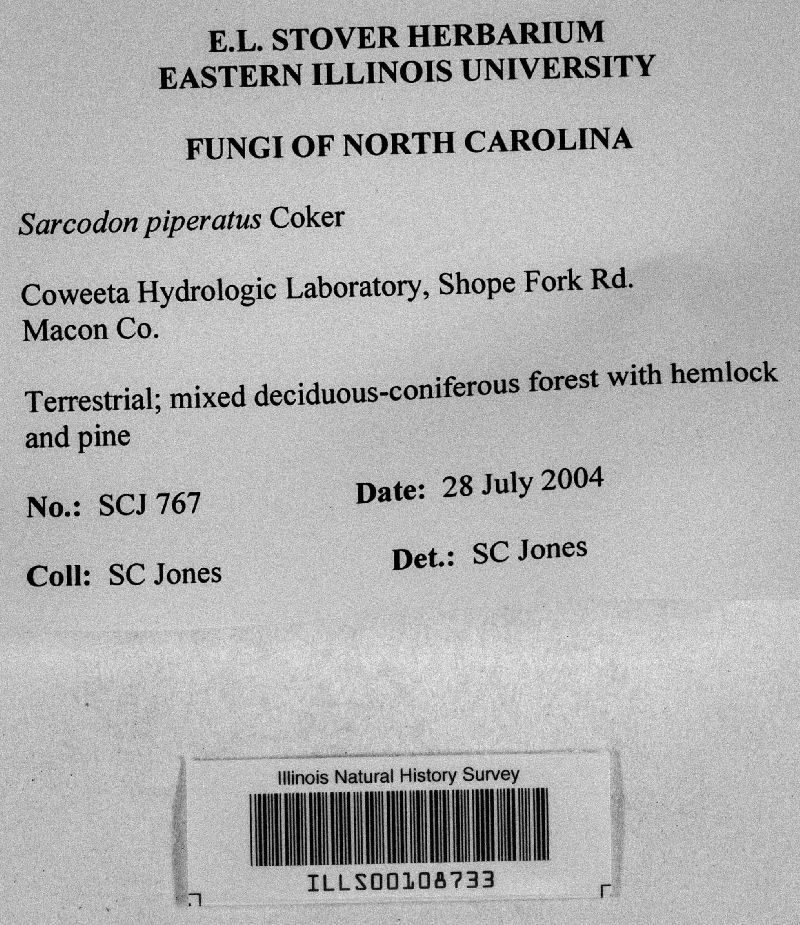 E.L. STOVER HERBARIUM
EASTERN ILLINOIS UNIVERSITY
FUNGI OF NORTH CAROLINA
Sarcodon piperatus Coker
Coweeta Hydrologic Laboratory, Shope Fork Rd.
Macon Co.
Terrestrial; mixed deciduous-coniferous forest with hemlock
and pine
No.: SCJ 767 Date: 28 July 2004
Coll: SC Jones Det.: SC Jones
Illinois Natural History Survey
ILLS00108733